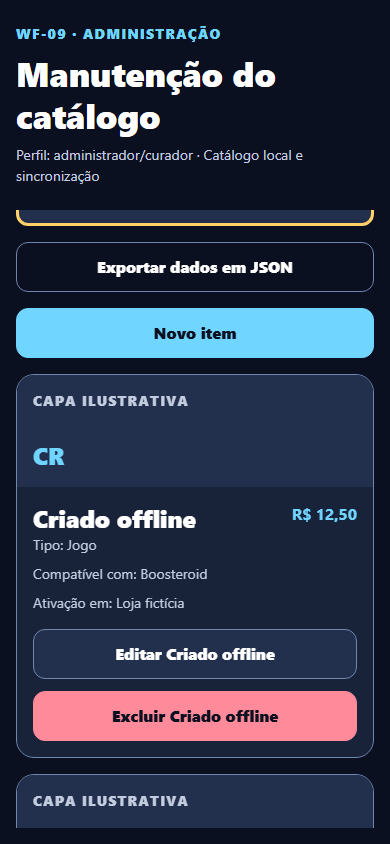 WF-09 · ADMINISTRAÇÃO
Manutenção do
catálogo
Perfil: administrador/curador · Catálogo local e
sincronização
Exportar dados em JSON
Novo item
CAPA ILUSTRATIVA
CR
Criado offline
R$ 12,50
Tipo: Jogo
Compatível com: Boosteroid
Ativação em: Loja fictícia
Editar Criado offline
Excluir Criado offline
CAPA ILUSTRATIVA